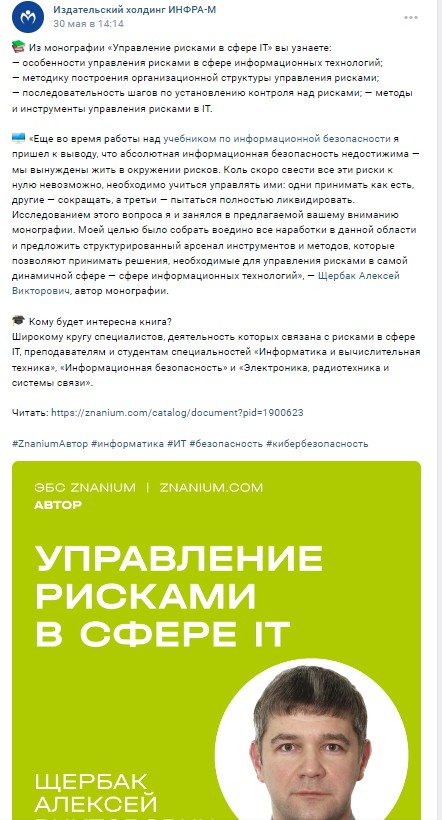 Издательский холдинг ИНФРА-М
30 мая в 14:14
Из монографии «Управление рисками в сфере IT» вы узнаете:
— особенности управления рисками в сфере информационных технологий;
— методику построения организационной структуры управления рисками;
— последовательность шагов по установлению контроля над рисками; — методы
и инструменты управления рисками в IT.
«Еще во время работы над учебником по информационной безопасности я
пришел к выводу, что абсолютная информационная безопасность недостижима —
мы вынуждены жить в окружении рисков. Коль скоро свести все эти риски к
нулю невозможно, необходимо учиться управлять ими: одни принимать как есть,
другие — сокращать, а третьи — пытаться полностью ликвидировать.
Исследованием этого вопроса я и занялся в предлагаемой вашему вниманию
монографии. Моей целью было собрать воедино все наработки в данной области
и предложить структурированный арсенал инструментов и методов, которые
позволяют принимать решения, необходимые для управления рисками в самой
динамичной сфере — сфере информационных технологий», — Щербак Алексей
Викторович, автор монографии.
Кому будет интересна книга?
Широкому кругу специалистов, деятельность которых связана с рисками в сфере
IT, преподавателям и студентам специальностей «Информатика и вычислительная
техника», «Информационная безопасность» и «Электроника, радиотехника и
системы связи».
Читать: https://znanium.com/catalog/document?pid=1900623
#ZnaniumАвтор #информатика #ИТ #безопасность #кибербезопасность
ЭБС ZNANIUM | ZNANIUM.COM
АВТОР
УПРАВЛЕНИЕ
РИСКАМИ
В СФЕРЕ IT
ЩЕРБАК
АЛЕКСЕЙ